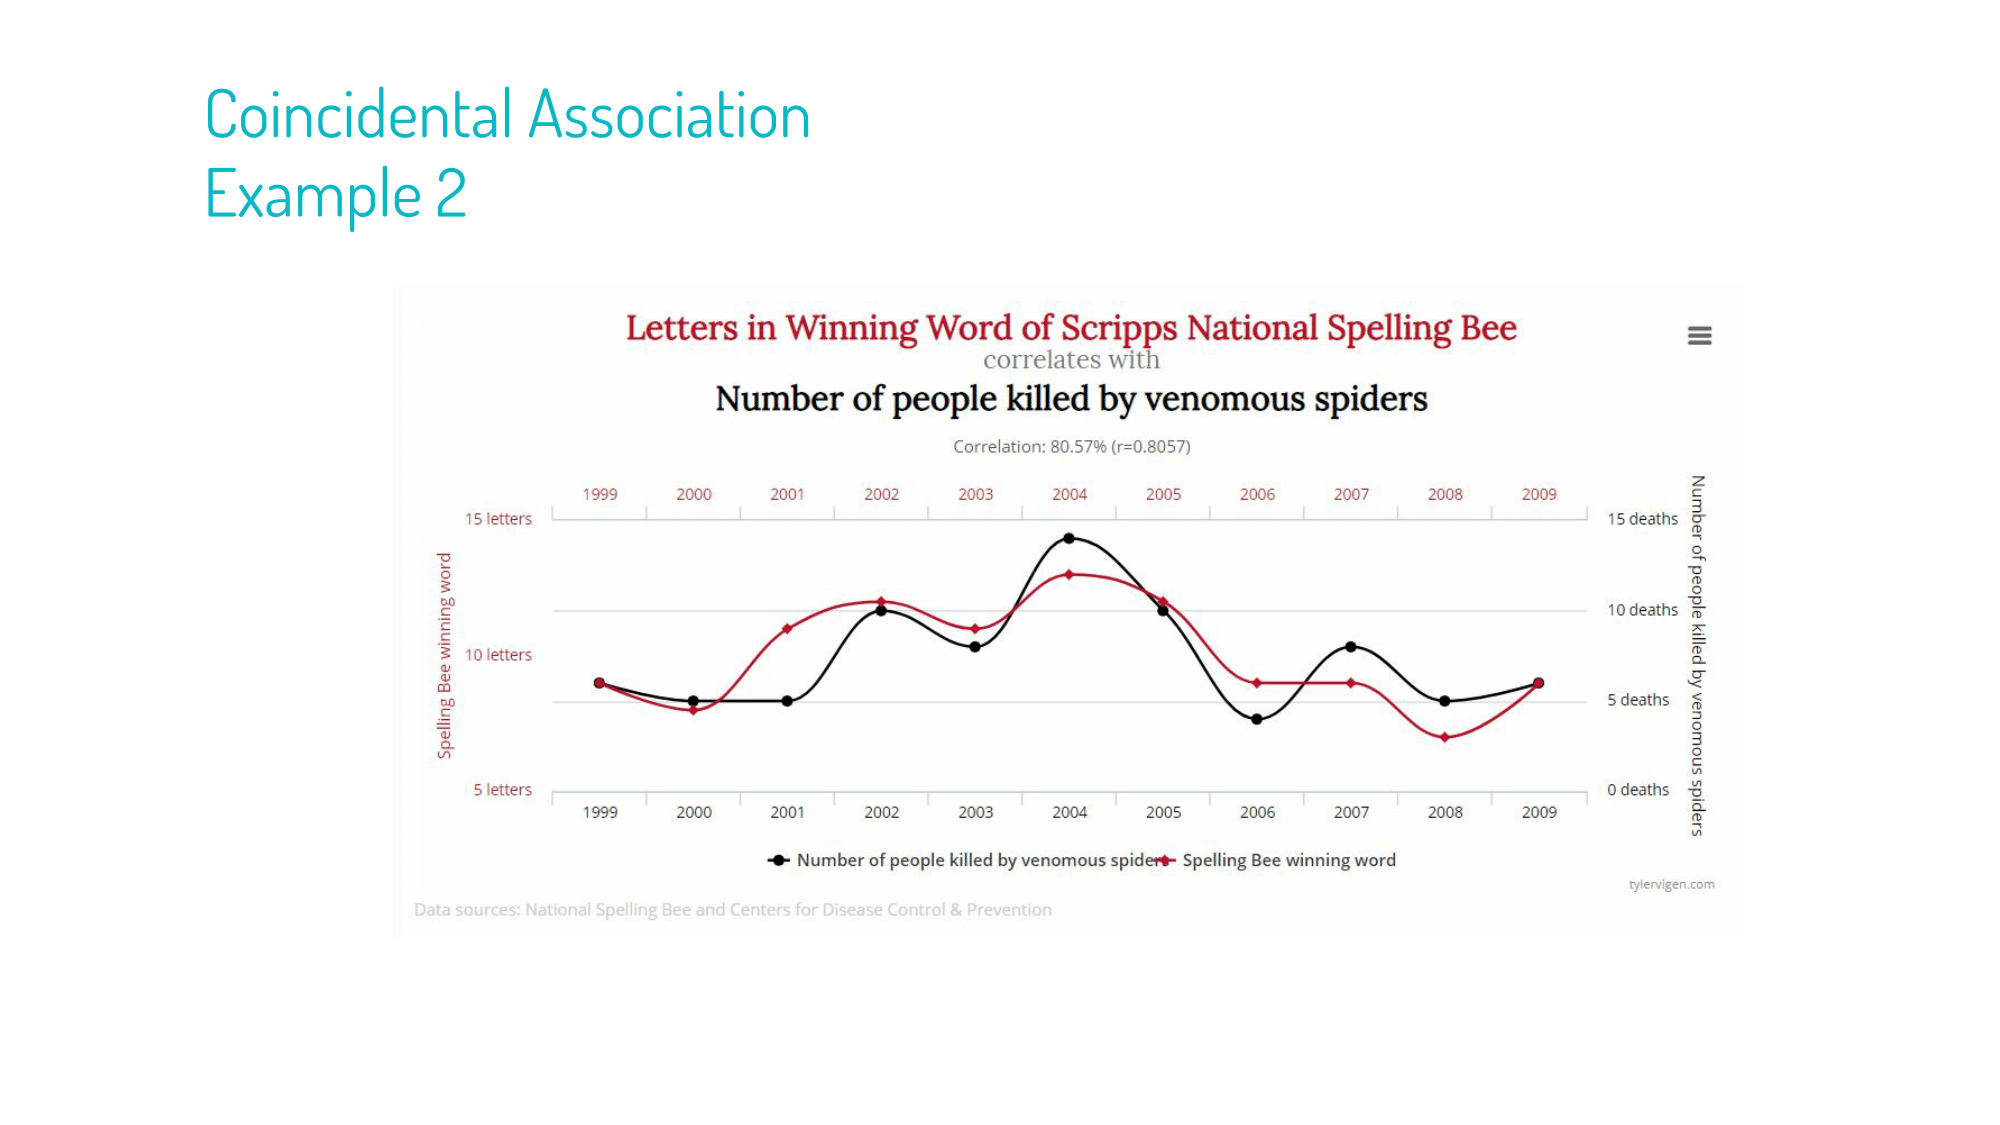 Coincidental Association
Example 2
Letters in Winning Word of Scripps National Spelling Bee
correlates with
Number of people killed by venomous spiders
Correlation: 80.57% (r=0.8057)
1999 2000 2001 2002 2003 2004 2005 2006 2007 2008 2009
15 letters
10 letters
5 letters
Spelling Bee winning word
15 deaths
10 deaths
5 deaths
0 deaths
Number of people killed by venomous spiders
1999 2000 2001 2002 2003 2004 2005 2006 2007 2008 2009
Number of people killed by venomous spiders Spelling Bee winning word
tylervigen.com
Data sources: National Spelling Bee and Centers for Disease Control & Prevention